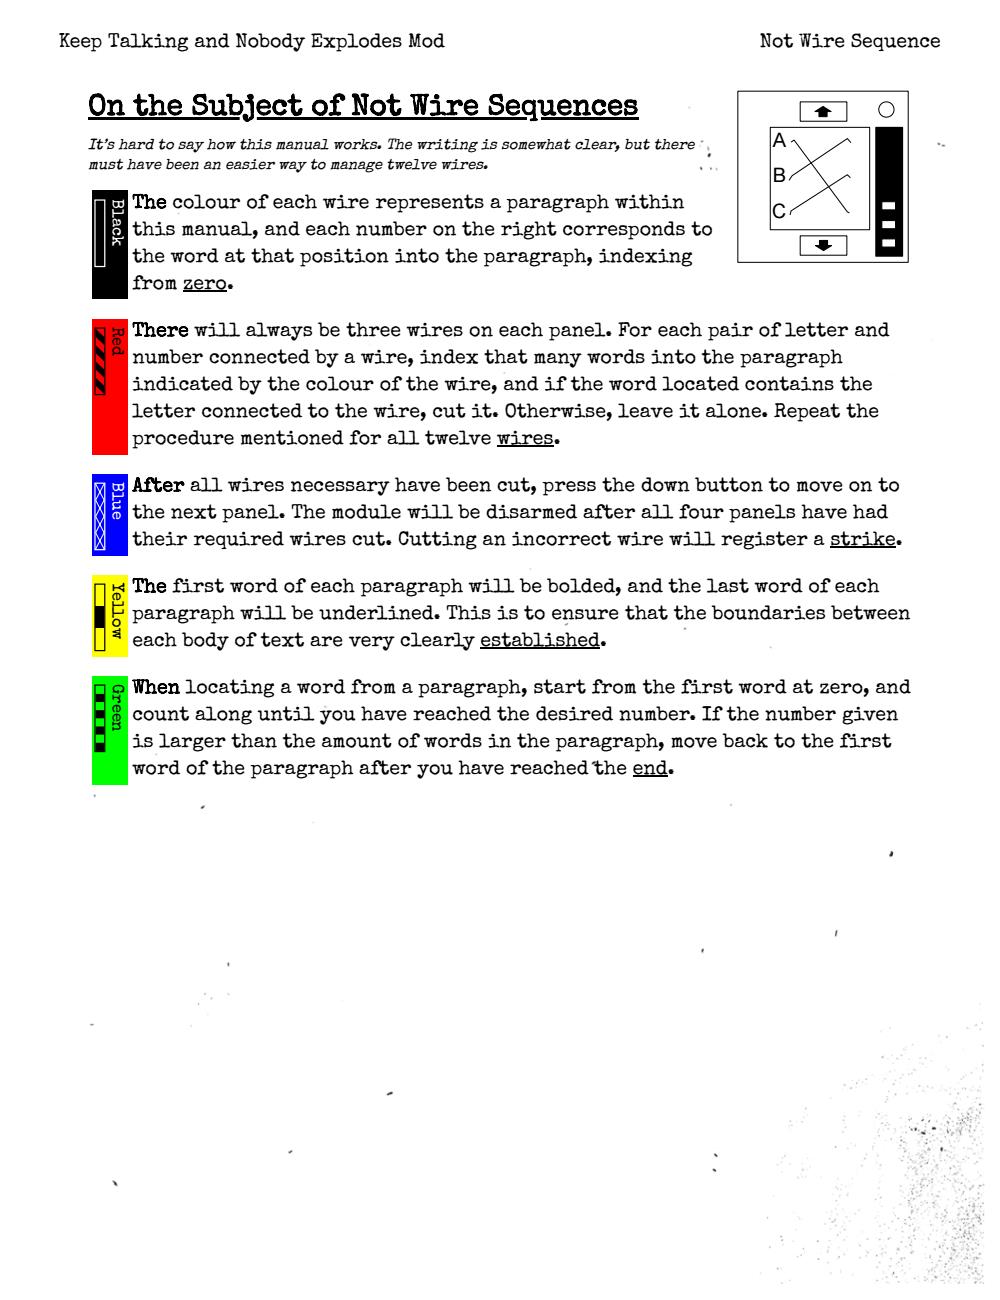 Keep Talking and Nobody Explodes Mod
Not Wire Sequence
On the Subject of Not Wire Sequences
It's hard to say how this manual works. The writing is somewhat clear, but there
must have been an easier way to manage twelve wires.
A
B
C
Black
The colour of each wire represents a paragraph within
this manual, and each number on the right corresponds to
the word at that position into the paragraph, indexing
from zero.
Red
There will always be three wires on each panel. For each pair of letter and
number connected by a wire, index that many words into the paragraph
indicated by the colour of the wire, and if the word located contains the
letter connected to the wire, cut it. Otherwise, leave it alone. Repeat the
procedure mentioned for all twelve wires.
Blue
After all wires necessary have been cut, press the down button to move on to
the next panel. The module will be disarmed after all four panels have had
their required wires cut. Cutting an incorrect wire will register a strike.
Yellow
The first word of each paragraph will be bolded, and the last word of each
paragraph will be underlined. This is to ensure that the boundaries between
each body of text are very clearly established.
Green
When locating a word from a paragraph, start from the first word at zero, and
count along until you have reached the desired number. If the number given
is larger than the amount of words in the paragraph, move back to the first
word of the paragraph after you have reached the end.